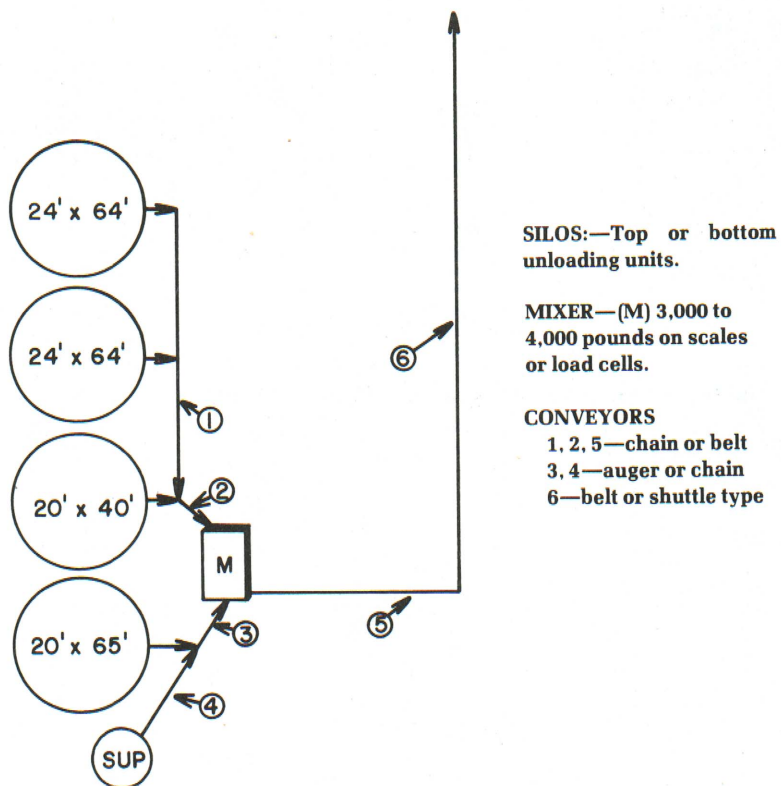 24' x 64'
24' x 64'
①
20' x 40'
②
M
20' x 65'
③
④
SUP
⑤
⑥
SILOS:—Top or bottom
unloading units.
MIXER—(M) 3,000 to
4,000 pounds on scales
or load cells.
CONVEYORS
1, 2, 5—chain or belt
3, 4—auger or chain
6—belt or shuttle type